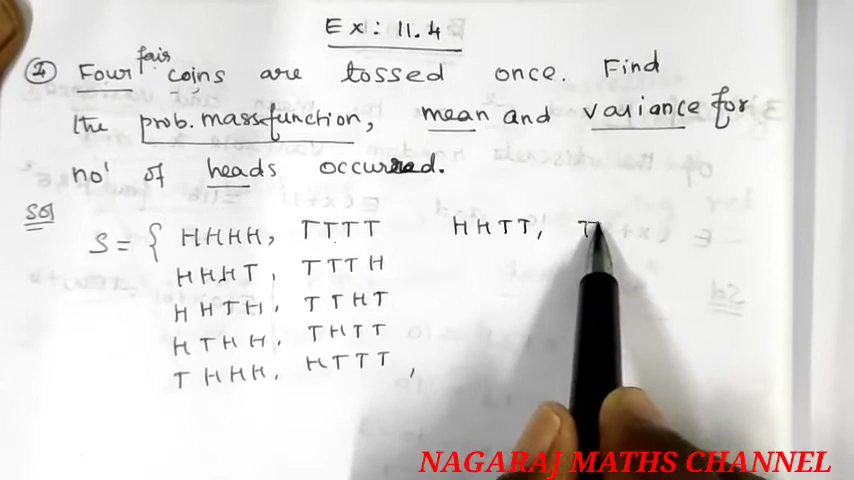 Ex: 11.4
④ Four fair coins are tossed once. Find
the prob. mass function, mean and variance for
no' of heads occurred.
Sol
S = { HHHH, TTTT HHTT, T
HHHT, TTTH
HHTH, TTHT
HTHH, THTT
THHH, HTTT,
NAGARAJ MATHS CHANNEL